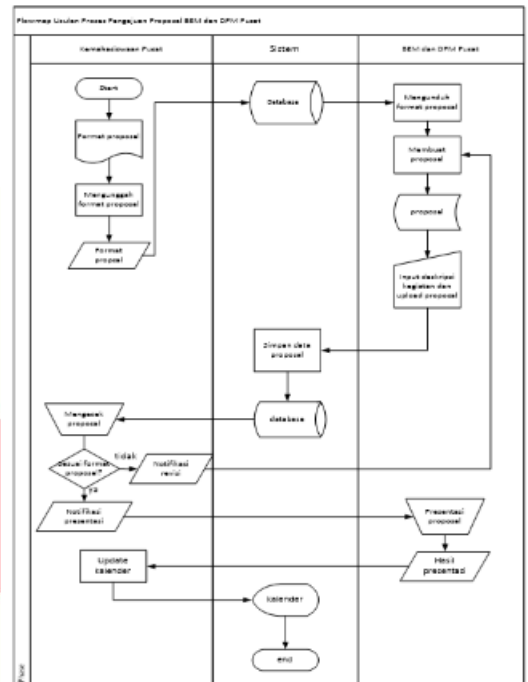 Flowmap Usulan Proses Pengajuan Proposal BEM dan DPM Pusat
Kemahasiswaan Pusat
Sistem
BEM dan DPM Pusat
Start
Database
Mengunduh
format proposal
Format proposal
Membuat
proposal
Mengunggah
format proposal
proposal
Format
propsal
Input deskripsi
kegiatan dan
upload proposal
Simpan data
proposal
Mengecek
proposal
database
Sesuai format
proposal?
tidak
Notifikasi
revisi
ya
Notifikasi
presentasi
Presentasi
proposal
Update
kalender
Hasil
presentasi
kalender
end
Phase